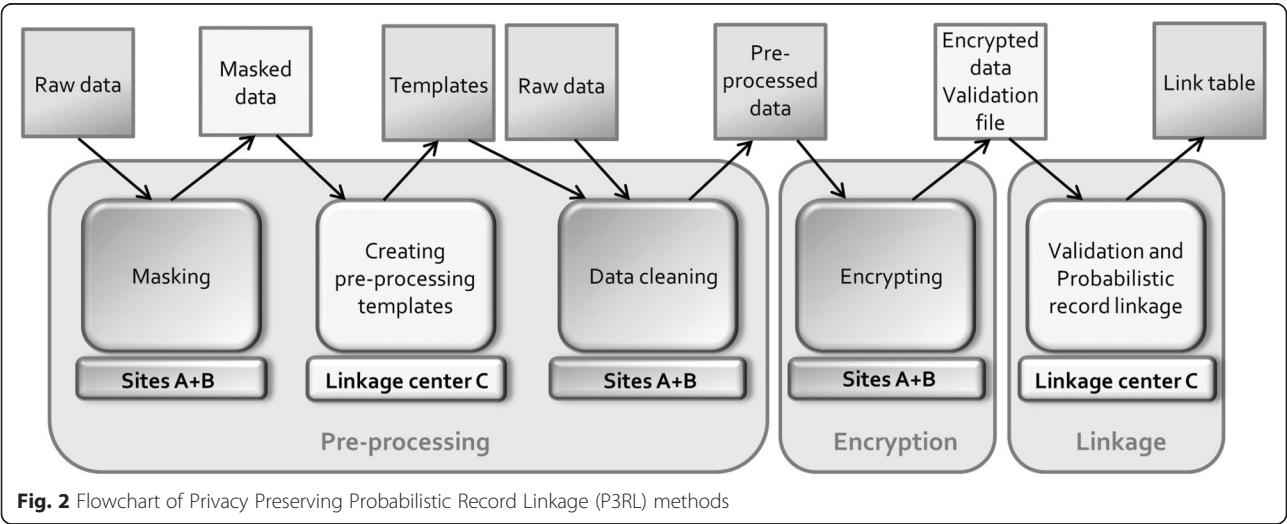 Raw data
Masked
data
Templates
Raw data
Pre-
processed
data
Encrypted
data
Validation
file
Link table
Masking
Creating
pre-processing
templates
Data cleaning
Encrypting
Validation and
Probabilistic
record linkage
Sites A+B
Linkage center C
Sites A+B
Sites A+B
Linkage center C
Pre-processing
Encryption
Linkage
Fig. 2 Flowchart of Privacy Preserving Probabilistic Record Linkage (P3RL) methods